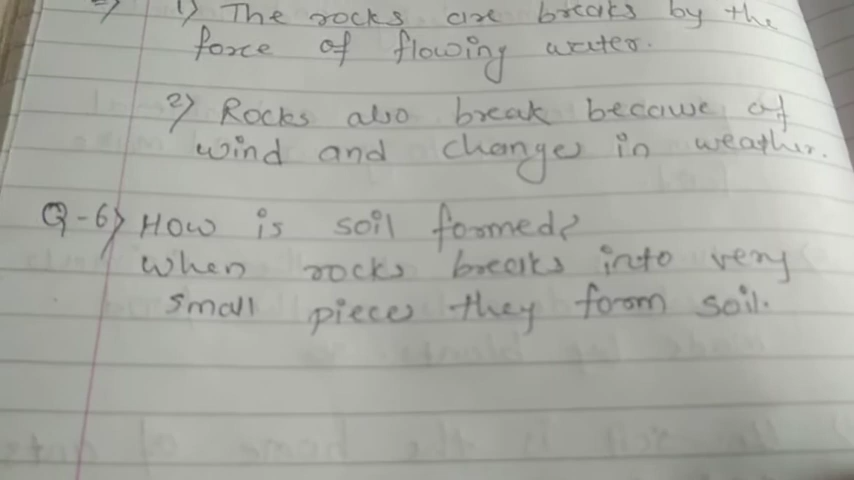 1) The rocks are breaks by the
force of flowing water.
2) Rocks also break because of
wind and changes in weather.
Q-6) How is soil formed?
When rocks breaks into very
small pieces they form soil.